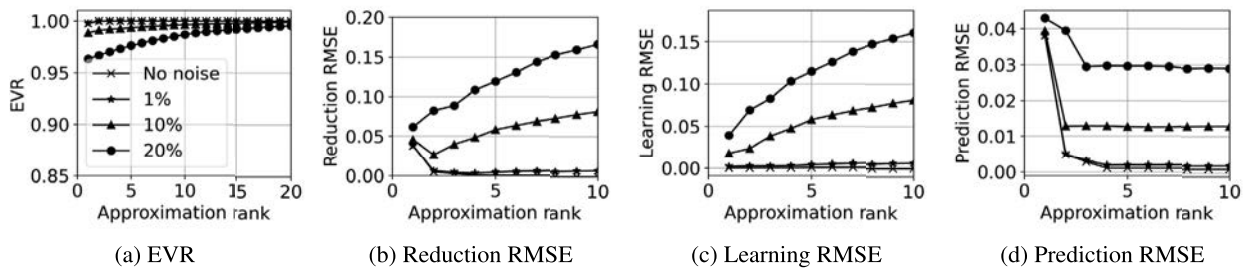 EVR
1.00
0.95
0.90
0.85
No noise
1%
10%
20%
0 5 10 15 20
Approximation rank
(a) EVR
Reduction RMSE
0.20
0.15
0.10
0.05
0.00
0 5 10
Approximation rank
(b) Reduction RMSE
Learning RMSE
0.15
0.10
0.05
0.00
0 5 10
Approximation rank
(c) Learning RMSE
Prediction RMSE
0.04
0.03
0.02
0.01
0.00
0 5 10
Approximation rank
(d) Prediction RMSE